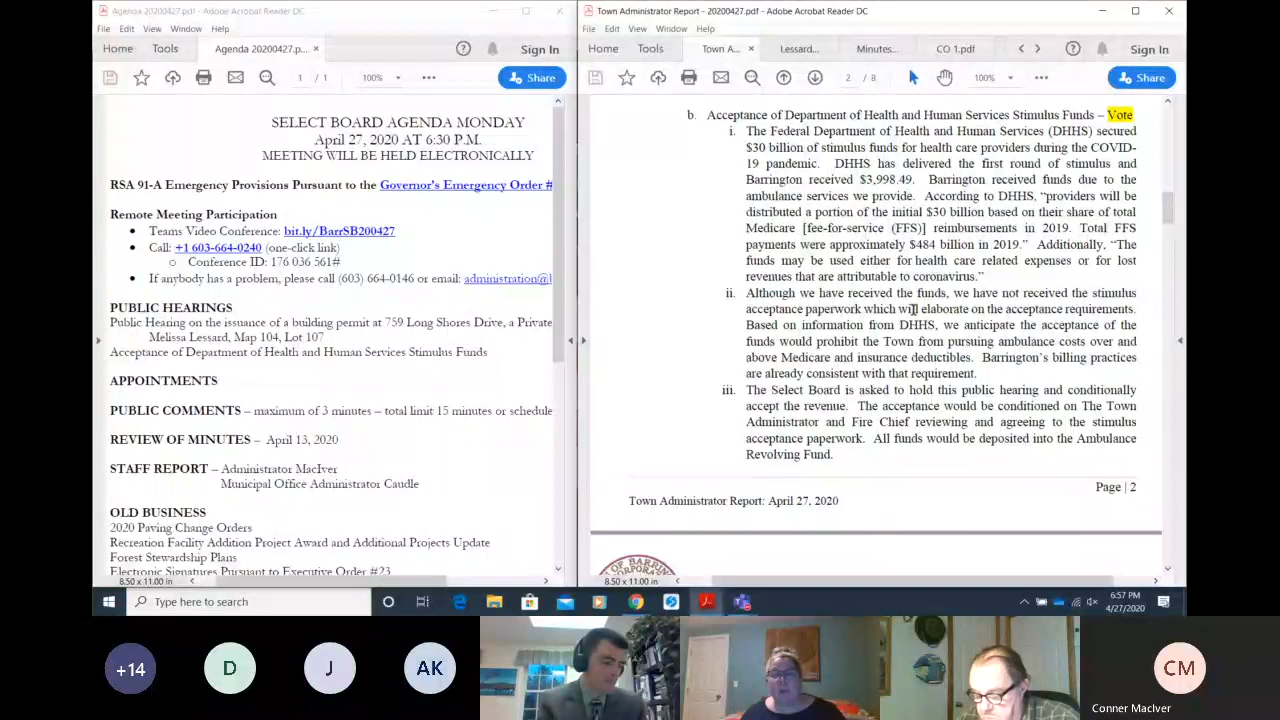 Agenda 20200427.pdf - Adobe Acrobat Reader DC
File Edit View Window Help
Home Tools Agenda 20200427.p... × Sign In
1 / 1 100% Share
SELECT BOARD AGENDA MONDAY
April 27, 2020 AT 6:30 P.M.
MEETING WILL BE HELD ELECTRONICALLY
RSA 91-A Emergency Provisions Pursuant to the Governor's Emergency Order #
Remote Meeting Participation
• Teams Video Conference: bit.ly/BarrSB200427
• Call: +1 603-664-0240 (one-click link)
○ Conference ID: 176 036 561#
• If anybody has a problem, please call (603) 664-0146 or email: administration@
PUBLIC HEARINGS
Public Hearing on the issuance of a building permit at 759 Long Shores Drive, a Private
Melissa Lessard, Map 104, Lot 107
Acceptance of Department of Health and Human Services Stimulus Funds
APPOINTMENTS
PUBLIC COMMENTS – maximum of 3 minutes – total limit 15 minutes or schedule
REVIEW OF MINUTES – April 13, 2020
STAFF REPORT – Administrator MacIver
Municipal Office Administrator Caudle
OLD BUSINESS
2020 Paving Change Orders
Recreation Facility Addition Project Award and Additional Projects Update
Forest Stewardship Plans
Electronic Signatures Pursuant to Executive Order #23
8.50 x 11.00 in
Town Administrator Report - 20200427.pdf - Adobe Acrobat Reader DC
File Edit View Window Help
Home Tools Town A... × Lessard... Minutes... CO 1.pdf Sign In
2 / 8 100% Share
b. Acceptance of Department of Health and Human Services Stimulus Funds – Vote
i. The Federal Department of Health and Human Services (DHHS) secured
$30 billion of stimulus funds for health care providers during the COVID-
19 pandemic. DHHS has delivered the first round of stimulus and
Barrington received $3,998.49. Barrington received funds due to the
ambulance services we provide. According to DHHS, “providers will be
distributed a portion of the initial $30 billion based on their share of total
Medicare [fee-for-service (FFS)] reimbursements in 2019. Total FFS
payments were approximately $484 billion in 2019.” Additionally, “The
funds may be used either for health care related expenses or for lost
revenues that are attributable to coronavirus.”
ii. Although we have received the funds, we have not received the stimulus
acceptance paperwork which will elaborate on the acceptance requirements.
Based on information from DHHS, we anticipate the acceptance of the
funds would prohibit the Town from pursuing ambulance costs over and
above Medicare and insurance deductibles. Barrington’s billing practices
are already consistent with that requirement.
iii. The Select Board is asked to hold this public hearing and conditionally
accept the revenue. The acceptance would be conditioned on The Town
Administrator and Fire Chief reviewing and agreeing to the stimulus
acceptance paperwork. All funds would be deposited into the Ambulance
Revolving Fund.
Page | 2
Town Administrator Report: April 27, 2020
8.50 x 11.00 in
Type here to search
6:57 PM
4/27/2020
+14 D J AK CM
Conner MacIver